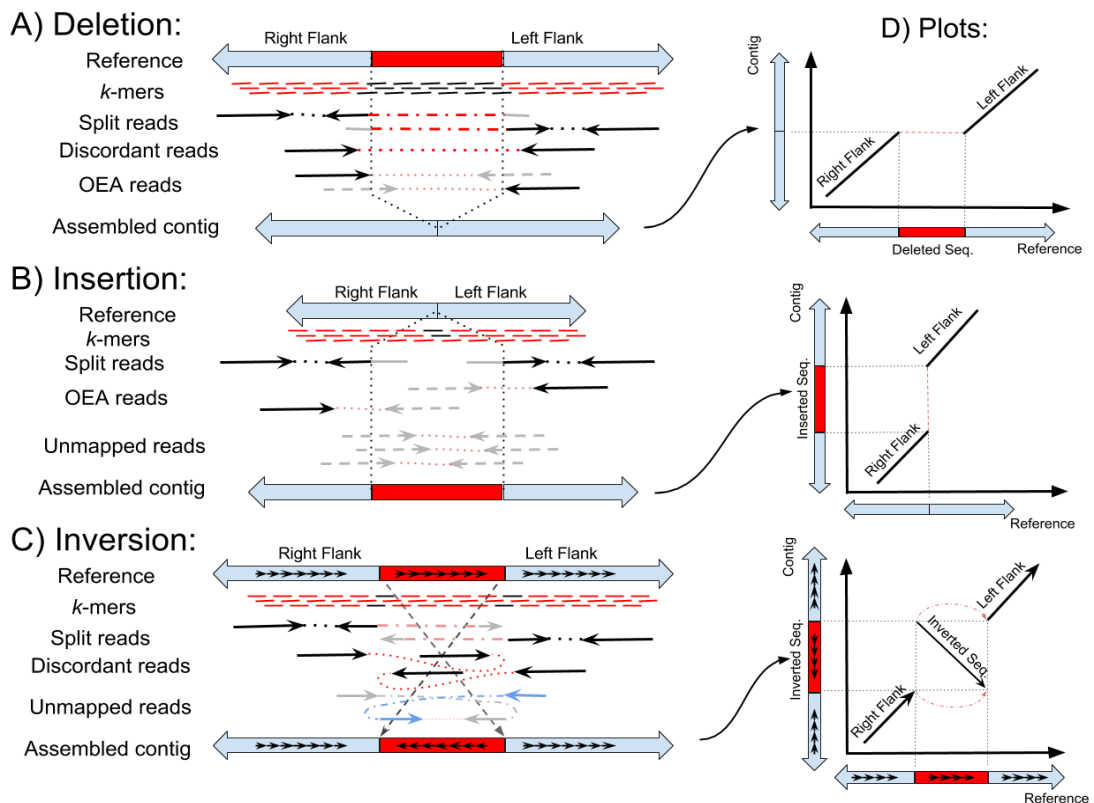 A) Deletion:
Right Flank
Left Flank
Reference
k-mers
Split reads
Discordant reads
OEA reads
Assembled contig
D) Plots:
Contig
Right Flank
Left Flank
Deleted Seq.
Reference
B) Insertion:
Right Flank
Left Flank
Reference
k-mers
Split reads
OEA reads
Unmapped reads
Assembled contig
Contig
Inserted Seq.
Right Flank
Left Flank
Reference
C) Inversion:
Right Flank
Left Flank
Reference
k-mers
Split reads
Discordant reads
Unmapped reads
Assembled contig
Contig
Inverted Seq.
Right Flank
Inverted Seq.
Left Flank
Reference